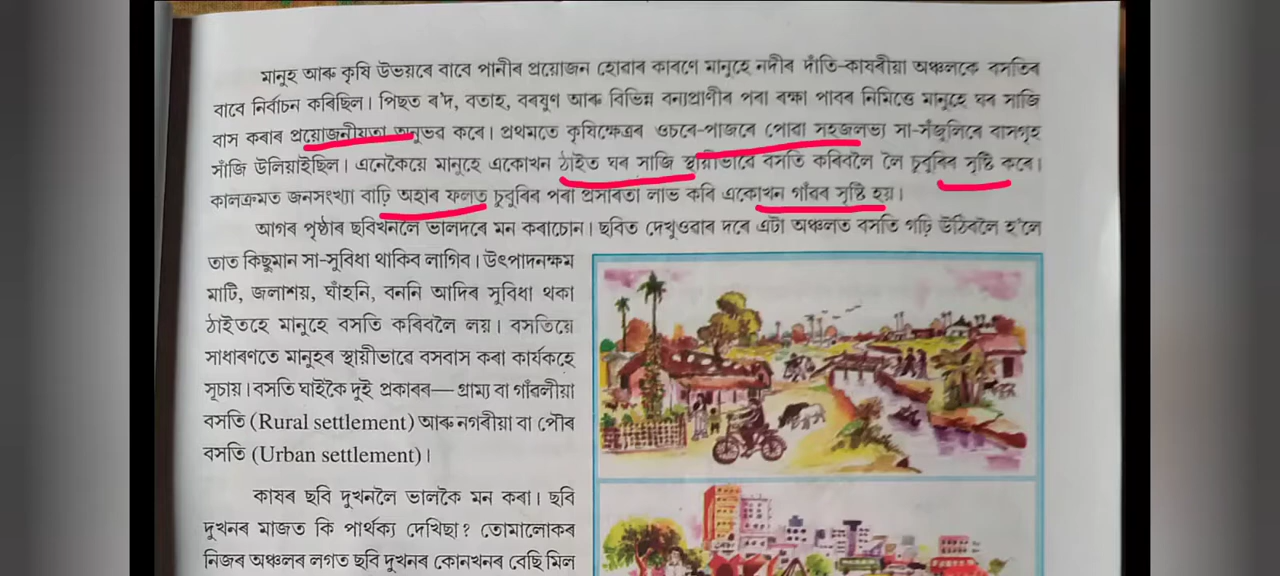 মানুহ আৰু কৃষি উভয়ৰে বাবে পানীৰ প্ৰয়োজন হোৱাৰ কাৰণে মানুহে নদীৰ দাঁতি-কাষৰীয়া অঞ্চলকে বসতিৰ
বাবে নিৰ্বাচন কৰিছিল। পিছত ৰ'দ, বতাহ, বৰষুণ আৰু বিভিন্ন বন্যপ্ৰাণীৰ পৰা ৰক্ষা পাবৰ নিমিত্তে মানুহে ঘৰ সাজি
বাস কৰাৰ প্ৰয়োজনীয়তা অনুভৱ কৰে। প্ৰথমতে কৃষিক্ষেত্ৰৰ ওচৰে-পাজৰে পোৱা সহজলভ্য সা-সঁজুলিৰে বাসগৃহ
সাঁজি উলিয়াইছিল। এনেকৈয়ে মানুহে একোখন ঠাইত ঘৰ সাজি স্থায়ীভাৱে বসতি কৰিবলৈ লৈ চুবুৰিৰ সৃষ্টি কৰে।
কালক্ৰমত জনসংখ্যা বাঢ়ি অহাৰ ফলত চুবুৰিৰ পৰা প্ৰসাৰতা লাভ কৰি একোখন গাঁৱৰ সৃষ্টি হয়।
আগৰ পৃষ্ঠাৰ ছবিখনলৈ ভালদৰে মন কৰাচোন। ছবিত দেখুওৱাৰ দৰে এটা অঞ্চলত বসতি গঢ়ি উঠিবলৈ হ'লে
তাত কিছুমান সা-সুবিধা থাকিব লাগিব। উৎপাদনক্ষম
মাটি, জলাশয়, ঘাঁহনি, বননি আদিৰ সুবিধা থকা
ঠাইতহে মানুহে বসতি কৰিবলৈ লয়। বসতিয়ে
সাধাৰণতে মানুহৰ স্থায়ীভাৱে বসবাস কৰা কাৰ্যকহে
সূচায়। বসতি ঘাইকৈ দুই প্ৰকাৰৰ— গ্ৰাম্য বা গাঁৱলীয়া
বসতি (Rural settlement) আৰু নগৰীয়া বা পৌৰ
বসতি (Urban settlement)।
কাষৰ ছবি দুখনলৈ ভালকৈ মন কৰা। ছবি
দুখনৰ মাজত কি পাৰ্থক্য দেখিছা? তোমালোকৰ
নিজৰ অঞ্চলৰ লগত ছবি দুখনৰ কোনখনৰ বেছি মিল